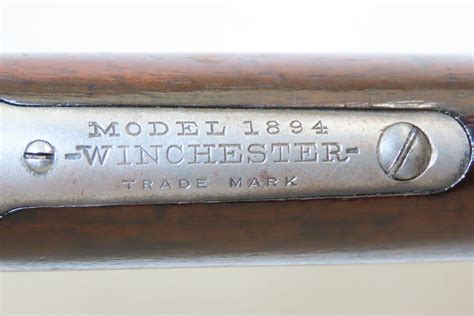 MODEL 1894
-WINCHESTER-
TRADE MARK